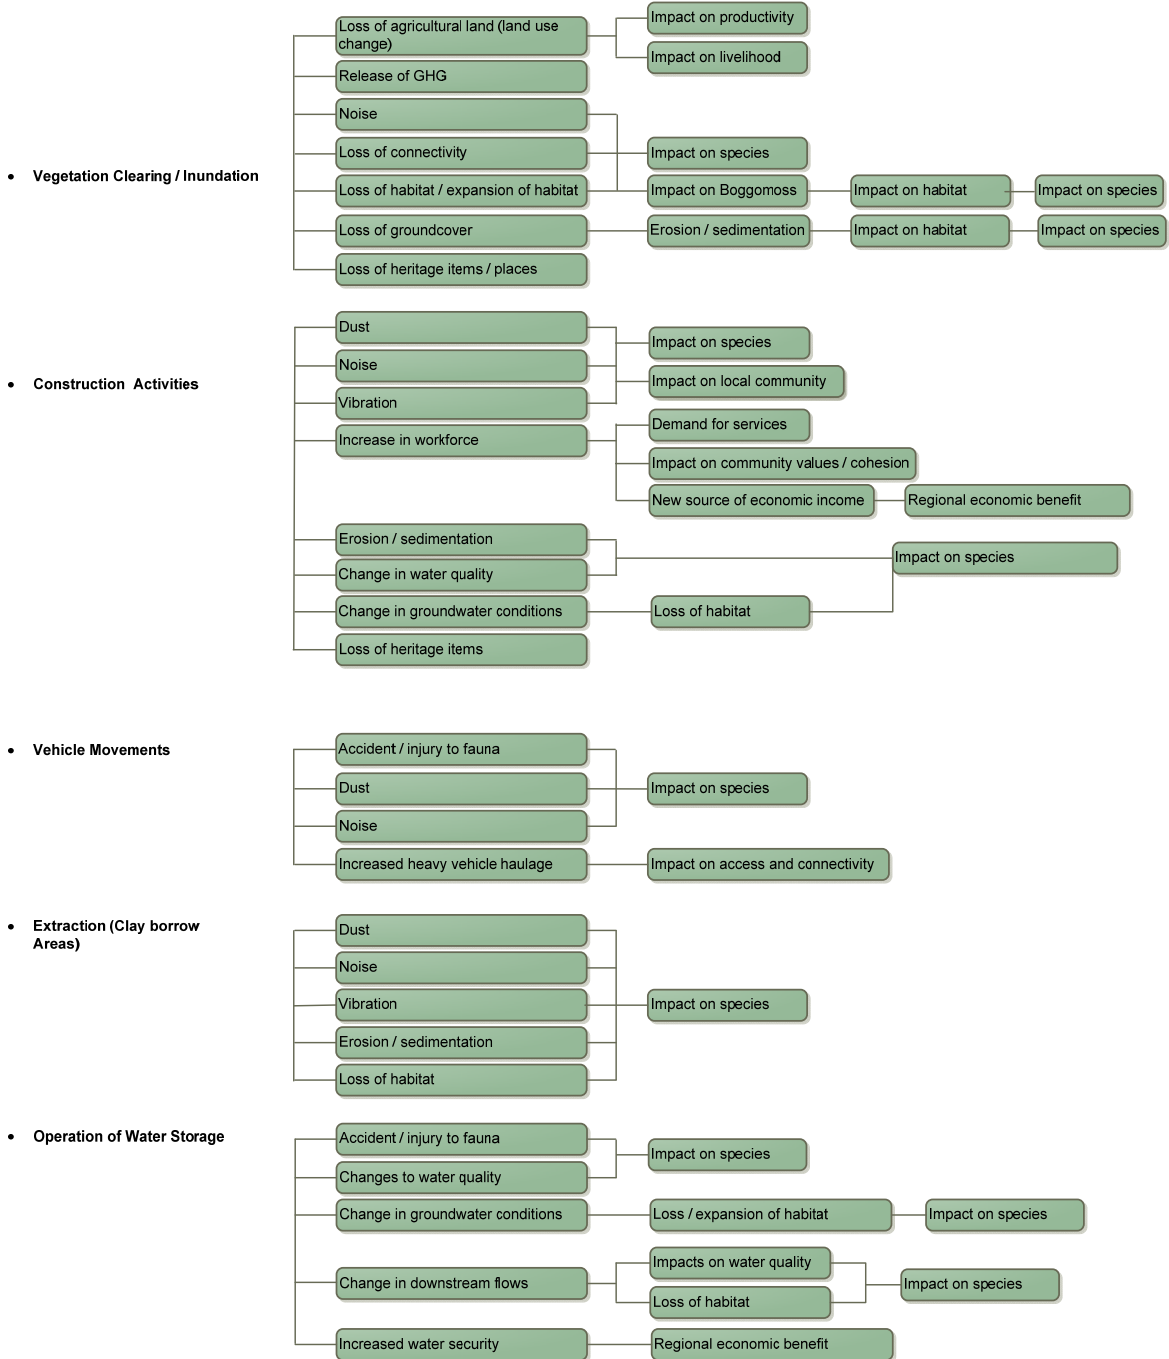 • Vegetation Clearing / Inundation
Loss of agricultural land (land use
change)
Impact on productivity
Impact on livelihood
Release of GHG
Noise
Loss of connectivity
Impact on species
Loss of habitat / expansion of habitat
Impact on Boggomoss
Impact on habitat
Impact on species
Loss of groundcover
Erosion / sedimentation
Impact on habitat
Impact on species
Loss of heritage items / places
• Construction Activities
Dust
Noise
Vibration
Impact on species
Impact on local community
Increase in workforce
Demand for services
Impact on community values / cohesion
New source of economic income
Regional economic benefit
Erosion / sedimentation
Change in water quality
Impact on species
Change in groundwater conditions
Loss of habitat
Loss of heritage items
• Vehicle Movements
Accident / injury to fauna
Dust
Noise
Impact on species
Increased heavy vehicle haulage
Impact on access and connectivity
• Extraction (Clay borrow
Areas)
Dust
Noise
Vibration
Erosion / sedimentation
Loss of habitat
Impact on species
• Operation of Water Storage
Accident / injury to fauna
Changes to water quality
Impact on species
Change in groundwater conditions
Loss / expansion of habitat
Impact on species
Change in downstream flows
Impacts on water quality
Loss of habitat
Impact on species
Increased water security
Regional economic benefit